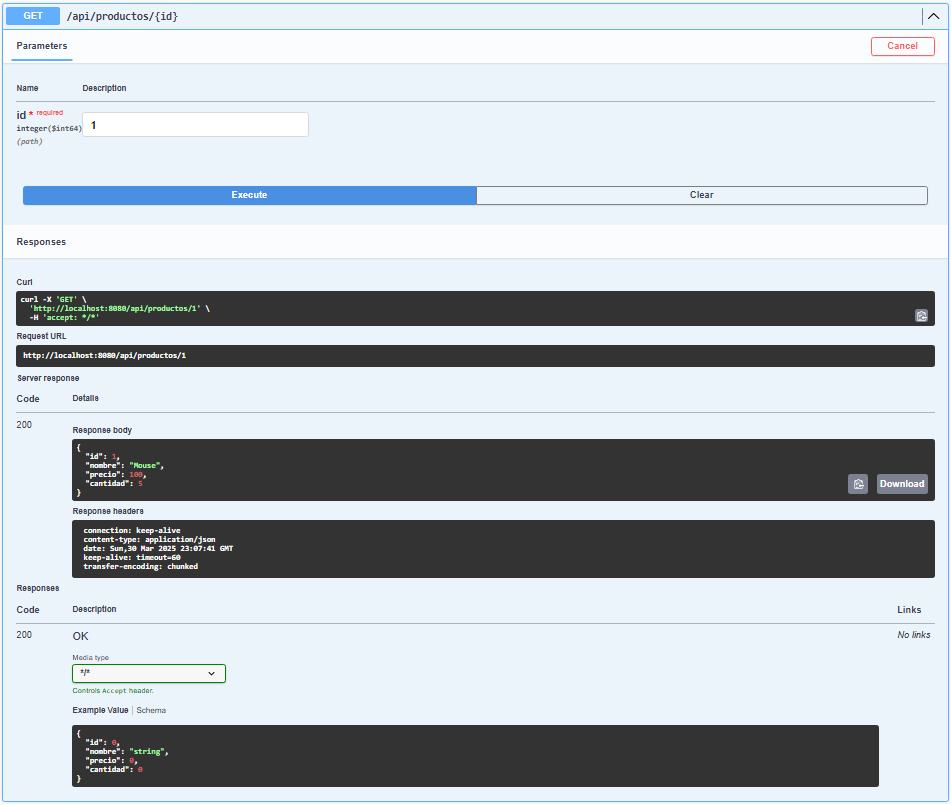 GET /api/productos/{id}
Parameters
Cancel
Name Description
id * required
integer($int64)
(path)
1
Execute Clear
Responses
Curl
curl -X 'GET' \
'http://localhost:8080/api/productos/1' \
-H 'accept: */*'
Request URL
http://localhost:8080/api/productos/1
Server response
Code Details
200
Response body
{
"id": 1,
"nombre": "Mouse",
"precio": 100,
"cantidad": 5
}
Download
Response headers
connection: keep-alive
content-type: application/json
date: Sun,30 Mar 2025 23:07:41 GMT
keep-alive: timeout=60
transfer-encoding: chunked
Responses
Code Description Links
200 OK No links
Media type
*/*
Controls Accept header.
Example Value | Schema
{
"id": 0,
"nombre": "string",
"precio": 0,
"cantidad": 0
}